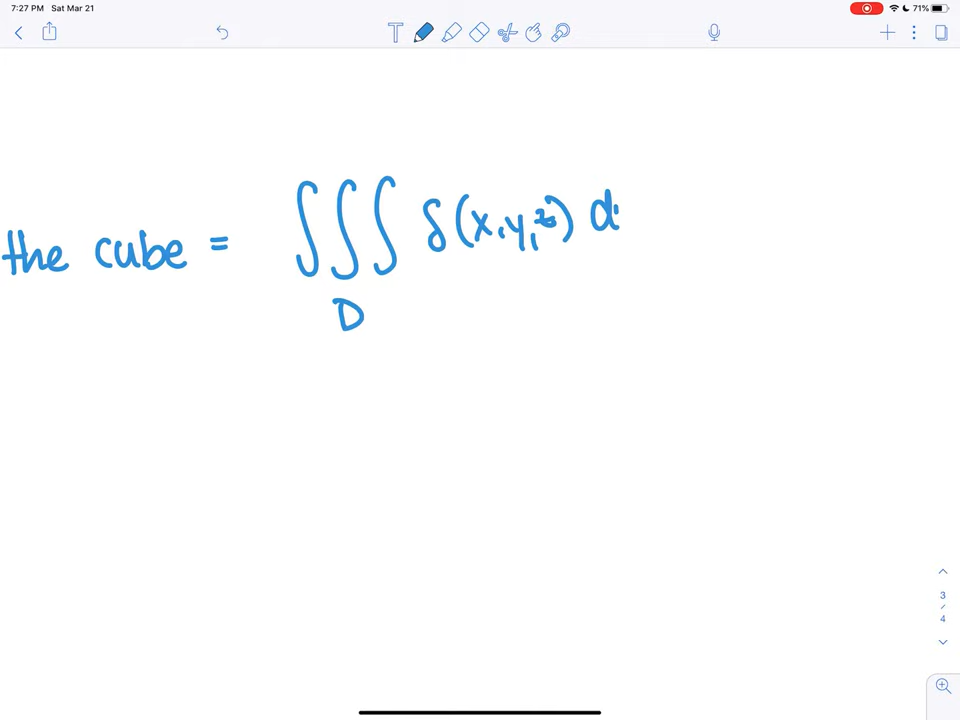 7:27 PM Sat Mar 21 71%
T
the cube = ∭ δ(x,y,z) d
D
3
/
4